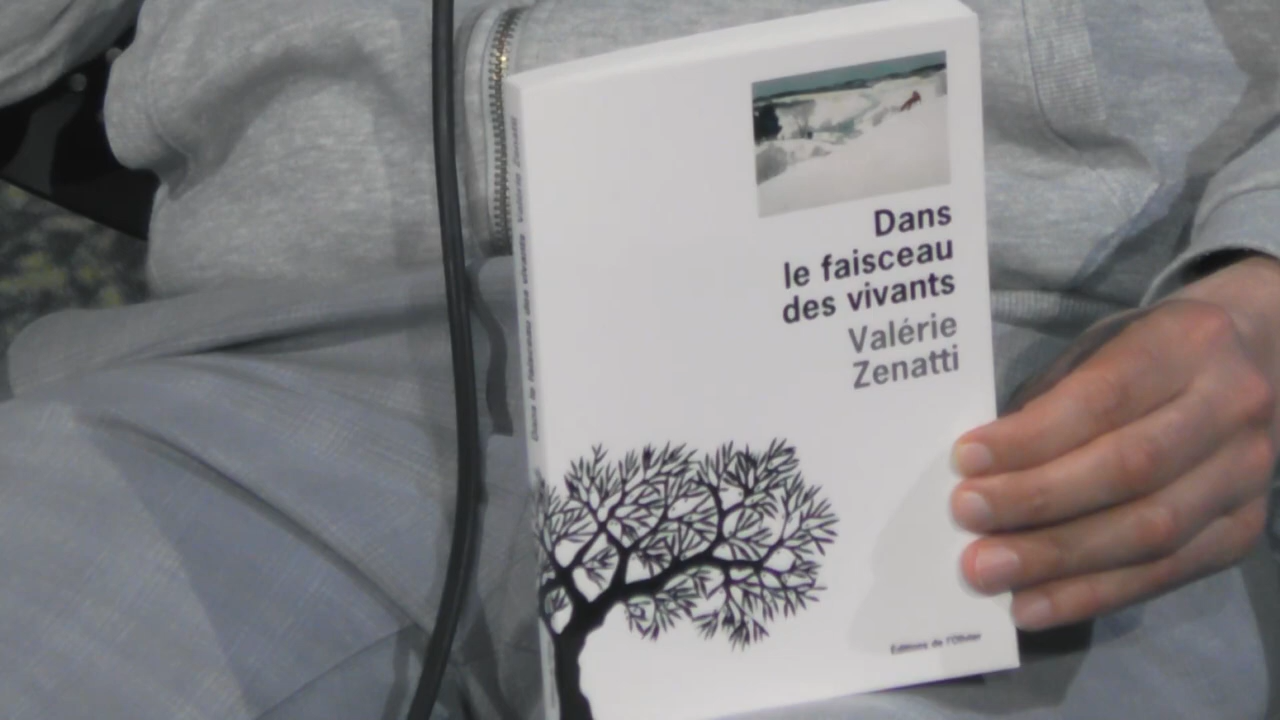 Dans
le faisceau
des vivants
Valérie
Zenatti
Éditions de l'Olivier
Dans le faisceau des vivants Valérie Zenatti